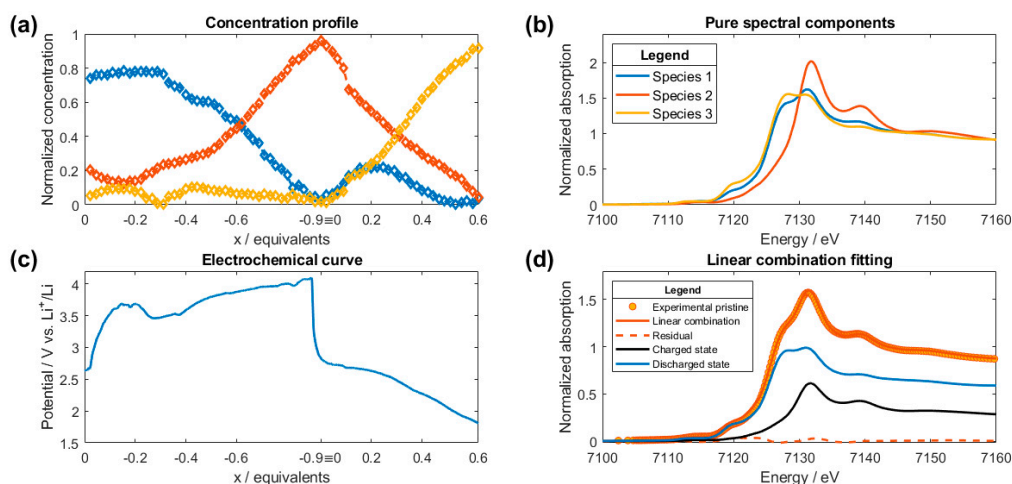 (a)
Concentration profile
Normalized concentration
1
0.8
0.6
0.4
0.2
0
0 -0.3 -0.6 -0.9≡0 0.2 0.4 0.6
x / equivalents
(b)
Pure spectral components
Normalized absorption
2
1.5
1
0.5
0
Legend
Species 1
Species 2
Species 3
7100 7110 7120 7130 7140 7150 7160
Energy / eV
(c)
Electrochemical curve
Potential / V vs. Li⁺/Li
4
3.5
3
2.5
2
1.5
0 -0.3 -0.6 -0.9≡0 0.2 0.4 0.6
x / equivalents
(d)
Linear combination fitting
Normalized absorption
1.5
1
0.5
0
Legend
Experimental pristine
Linear combination
Residual
Charged state
Discharged state
7100 7110 7120 7130 7140 7150 7160
Energy / eV